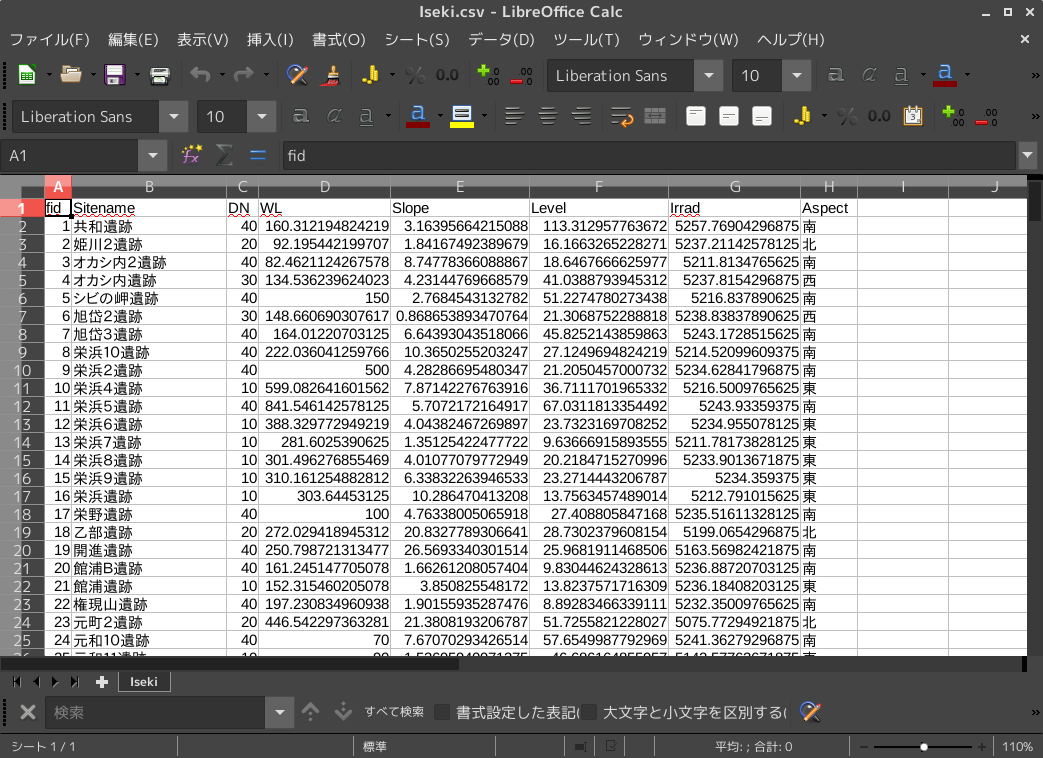 Iseki.csv - LibreOffice Calc
ファイル(F) 編集(E) 表示(V) 挿入(I) 書式(O) シート(S) データ(D) ツール(T) ウィンドウ(W) ヘルプ(H)
Liberation Sans 10
Liberation Sans 10
A1 fid
A B C D E F G H I J
1 fid Sitename DN WL Slope Level Irrad Aspect
2 1 共和遺跡 40 160.312194824219 3.16395664215088 113.312957763672 5257.76904296875 南
3 2 姫川2遺跡 20 92.195442199707 1.84167492389679 16.1663265228271 5237.21142578125 北
4 3 オカシ内2遺跡 40 82.4621124267578 8.74778366088867 18.6467666625977 5211.8134765625 南
5 4 オカシ内遺跡 30 134.536239624023 4.23144769668579 41.0388793945312 5237.8154296875 西
6 5 シビの岬遺跡 40 150 2.7684543132782 51.2274780273438 5216.837890625 南
7 6 旭岱2遺跡 30 148.660690307617 0.868653893470764 21.3068752288818 5238.83837890625 西
8 7 旭岱3遺跡 40 164.01220703125 6.64393043518066 45.8252143859863 5243.1728515625 南
9 8 栄浜10遺跡 40 222.036041259766 10.3650255203247 27.1249694824219 5214.52099609375 南
10 9 栄浜2遺跡 40 500 4.28286695480347 21.2050457000732 5234.62841796875 南
11 10 栄浜4遺跡 10 599.082641601562 7.87142276763916 36.7111701965332 5216.5009765625 東
12 11 栄浜5遺跡 40 841.546142578125 5.7072172164917 67.0311813354492 5243.93359375 南
13 12 栄浜6遺跡 10 388.329772949219 4.04382467269897 23.7323169708252 5234.955078125 東
14 13 栄浜7遺跡 10 281.6025390625 1.351254224​77722 9.6366691589​3555 5211.78173828125 東
15 14 栄浜8遺跡 10 301.496276855469 4.01077079772949 20.2184715270996 5233.9013671875 東
16 15 栄浜9遺跡 10 310.161254882812 6.33832263946533 23.2714443206787 5234.359375 東
17 16 栄浜遺跡 10 303.64453125 10.286470413208 13.7563457489014 5212.791015625 東
18 17 栄野遺跡 40 100 4.76338005065918 27.408805847168 5235.51611328125 南
19 18 乙部遺跡 20 272.029418945312 20.8327789306641 28.730237960815​4 5199.0654296875 北
20 19 開進遺跡 40 250.798721313477 26.5693340301514 25.9681911468506 5163.56982421875 南
21 20 館浦B遺跡 40 161.245147705078 1.66261208057404 9.83044624328613 5236.88720703125 南
22 21 館浦遺跡 10 152.315460205078 3.850825548172 13.8237571716309 5236.18408203125 東
23 22 権現山遺跡 40 197.230834960938 1.90155935287476 8.89283466339111 5232.35009765625 南
24 23 元町2遺跡 20 446.542297363281 21.3808193206787 51.7255821228027 5075.77294921875 北
25 24 元和10遺跡 40 70 7.67070293426514 57.6549987792969 5241.36279296875 南
Iseki
検索 すべて検索 書式設定した表記( 大文字と小文字を区別する(
シート 1 / 1 標準 平均: ; 合計: 0 110%